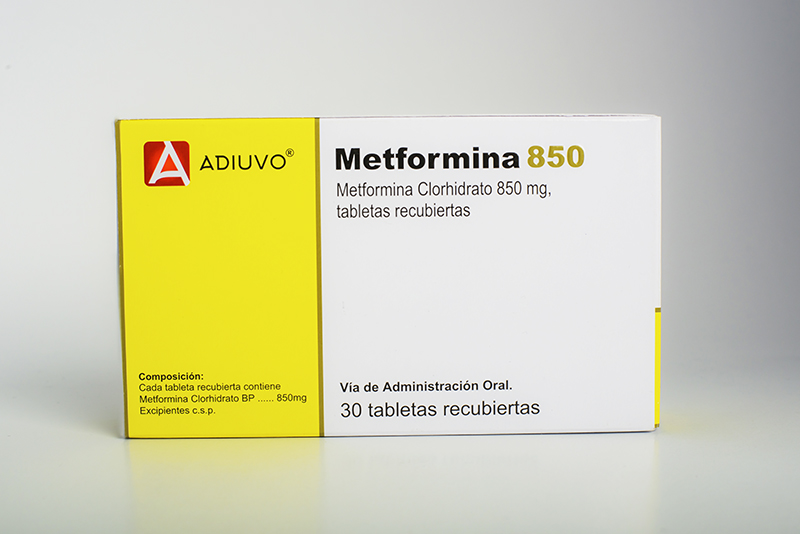 ADIUVO®
Metformina 850
Metformina Clorhidrato 850 mg,
tabletas recubiertas
Composición:
Cada tableta recubierta contiene
Metformina Clorhidrato BP ...... 850mg
Excipientes c.s.p.
Vía de Administración Oral.
30 tabletas recubiertas